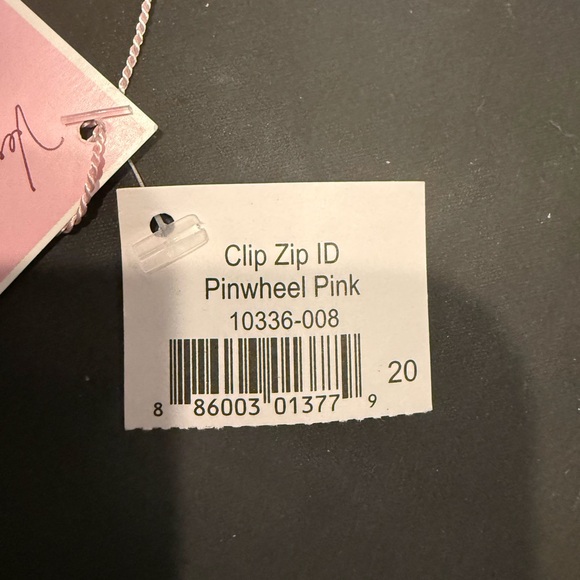 Clip Zip ID
Pinwheel Pink
10336-008
20
8 86003 01377 9